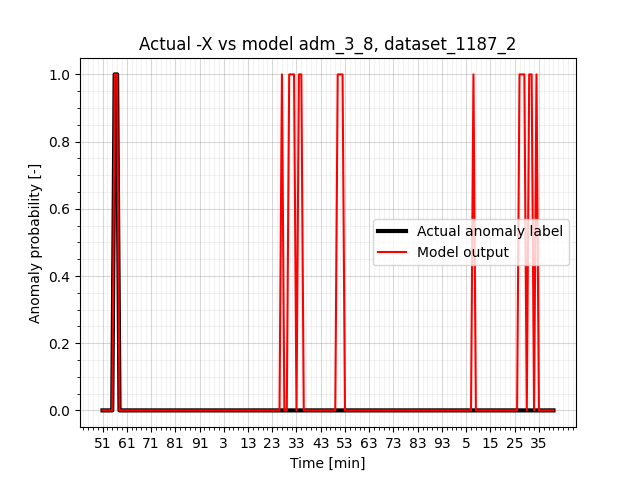 Actual -X vs model adm_3_8, dataset_1187_2
Anomaly probability [-]
1.0
0.8
0.6
0.4
0.2
0.0
Actual anomaly label
Model output
51 61 71 81 91 3 13 23 33 43 53 63 73 83 93 5 15 25 35
Time [min]